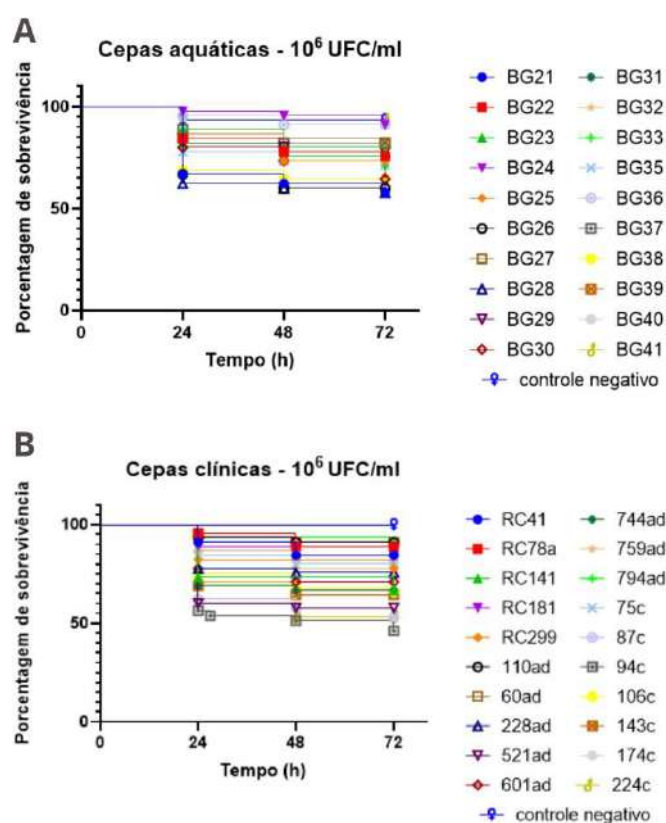 A
Cepas aquáticas - 10⁶ UFC/ml
Porcentagem de sobrevivência
100
50
0
0 24 48 72
Tempo (h)
BG21 BG31
BG22 BG32
BG23 BG33
BG24 BG35
BG25 BG36
BG26 BG37
BG27 BG38
BG28 BG39
BG29 BG40
BG30 BG41
controle negativo
B
Cepas clínicas - 10⁶ UFC/ml
Porcentagem de sobrevivência
100
50
0
0 24 48 72
Tempo (h)
RC41 744ad
RC78a 759ad
RC141 794ad
RC181 75c
RC299 87c
110ad 94c
60ad 106c
228ad 143c
521ad 174c
601ad 224c
controle negativo